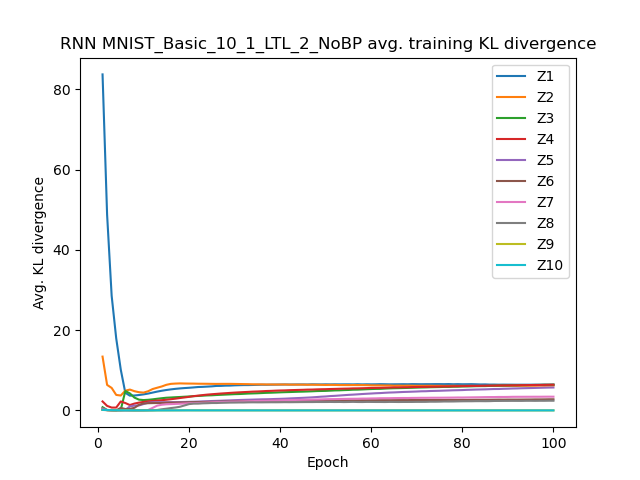 RNN MNIST_Basic_10_1_LTL_2_NoBP avg. training KL divergence
Avg. KL divergence
80
60
40
20
0
Z1
Z2
Z3
Z4
Z5
Z6
Z7
Z8
Z9
Z10
0 20 40 60 80 100
Epoch